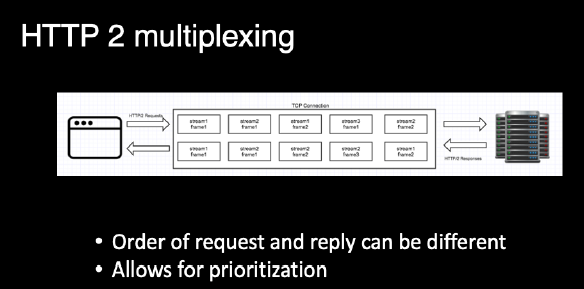 HTTP 2 multiplexing
TCP Connection
HTTP/2 Requests
stream1 frame1
stream2 frame1
stream1 frame2
stream3 frame1
stream2 frame2
stream1 frame1
stream2 frame1
stream2 frame2
stream2 frame3
stream1 frame2
HTTP/2 Responses
• Order of request and reply can be different
• Allows for prioritization